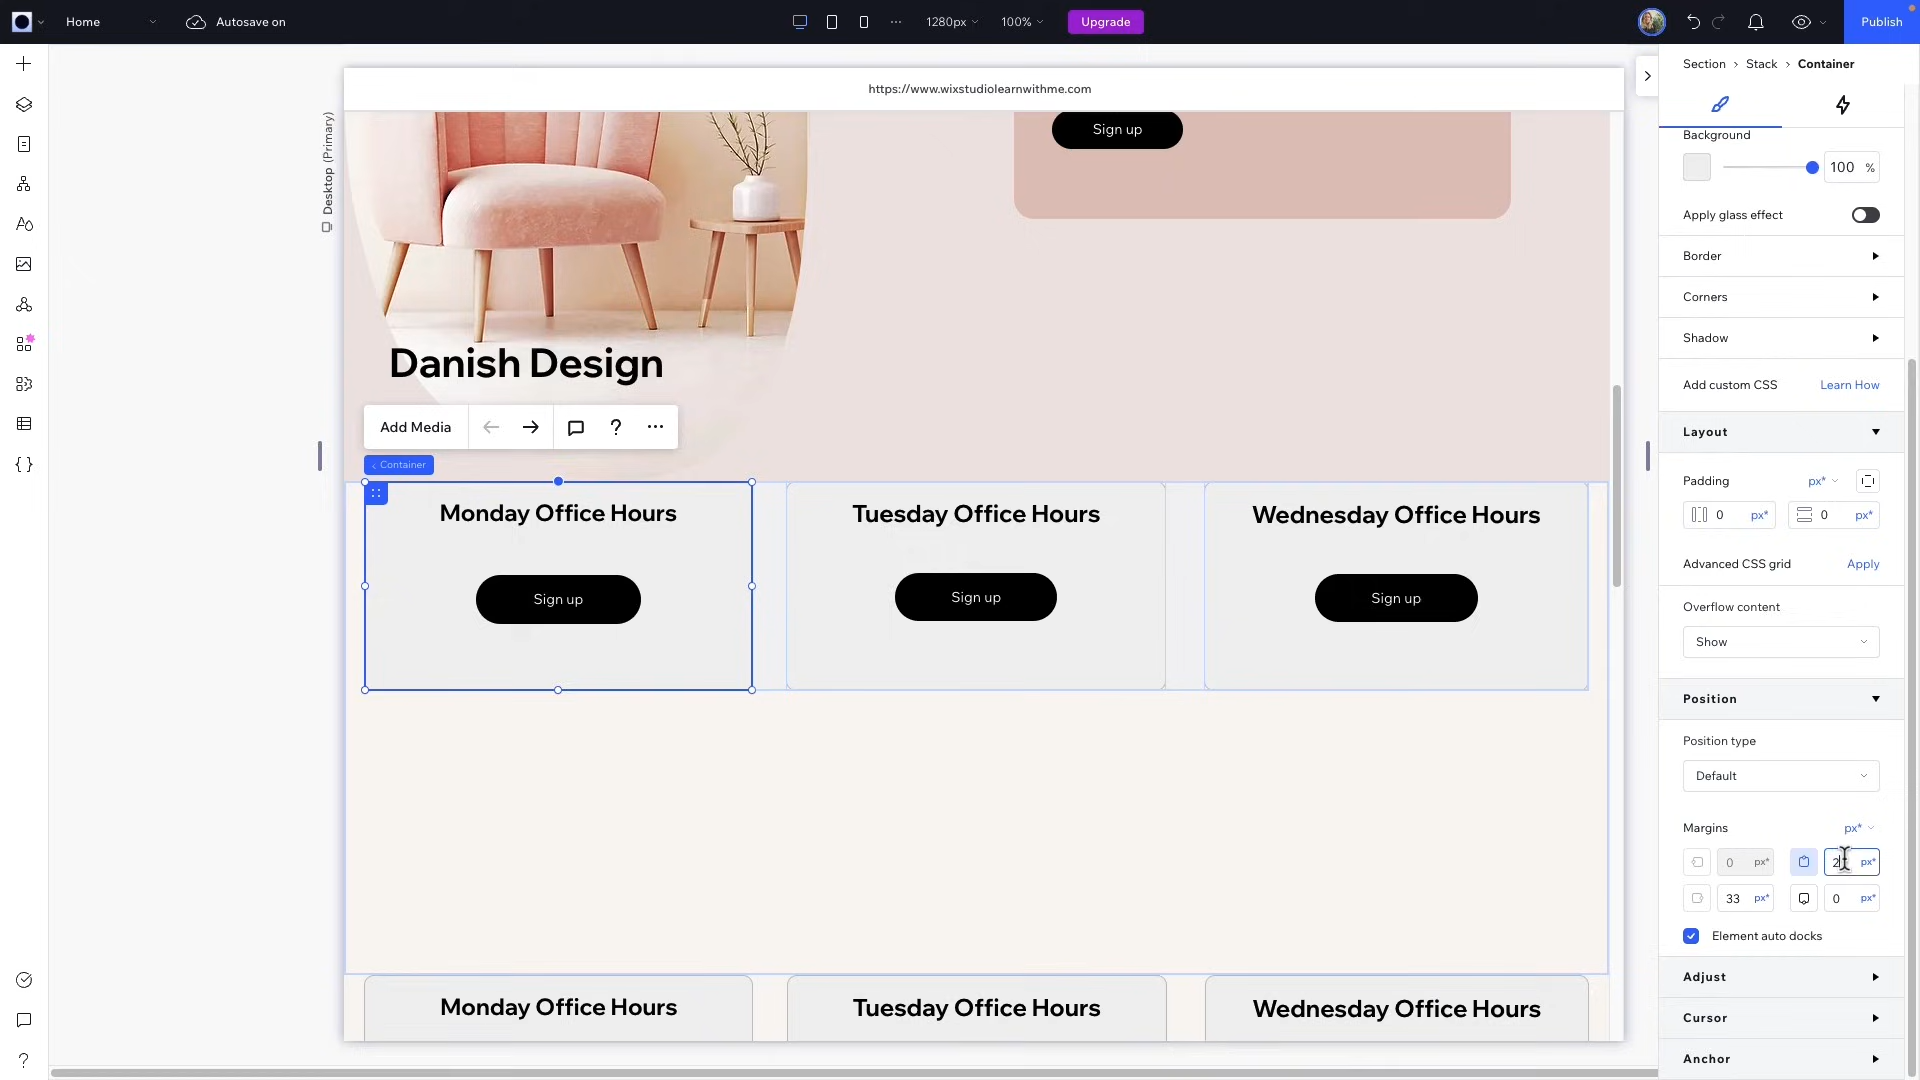 Home
Autosave on
1280px
100%
Upgrade
Publish
https://www.wixstudiolearnwithme.com
Desktop (Primary)
Sign up
Danish Design
Add Media
?
< Container
Monday Office Hours
Tuesday Office Hours
Wednesday Office Hours
Sign up
Sign up
Sign up
Monday Office Hours
Tuesday Office Hours
Wednesday Office Hours
Section > Stack > Container
Background
100 %
Apply glass effect
Border
Corners
Shadow
Add custom CSS Learn How
Layout
Padding px*
0 px* 0 px*
Advanced CSS grid Apply
Overflow content
Show
Position
Position type
Default
Margins px*
0 px* px*
33 px* 0 px*
Element auto docks
Adjust
Cursor
Anchor